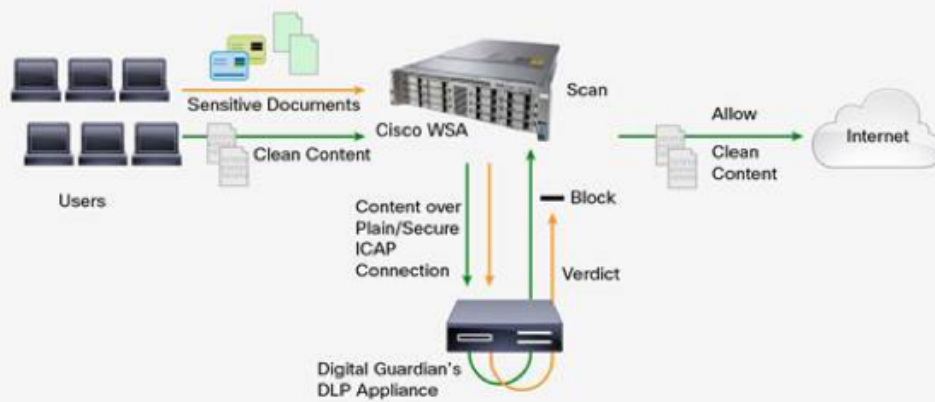 Sensitive Documents
Clean Content
Users
Cisco WSA
Scan
Allow
Clean
Content
Internet
Content over
Plain/Secure
ICAP
Connection
Block
Verdict
Digital Guardian's
DLP Appliance